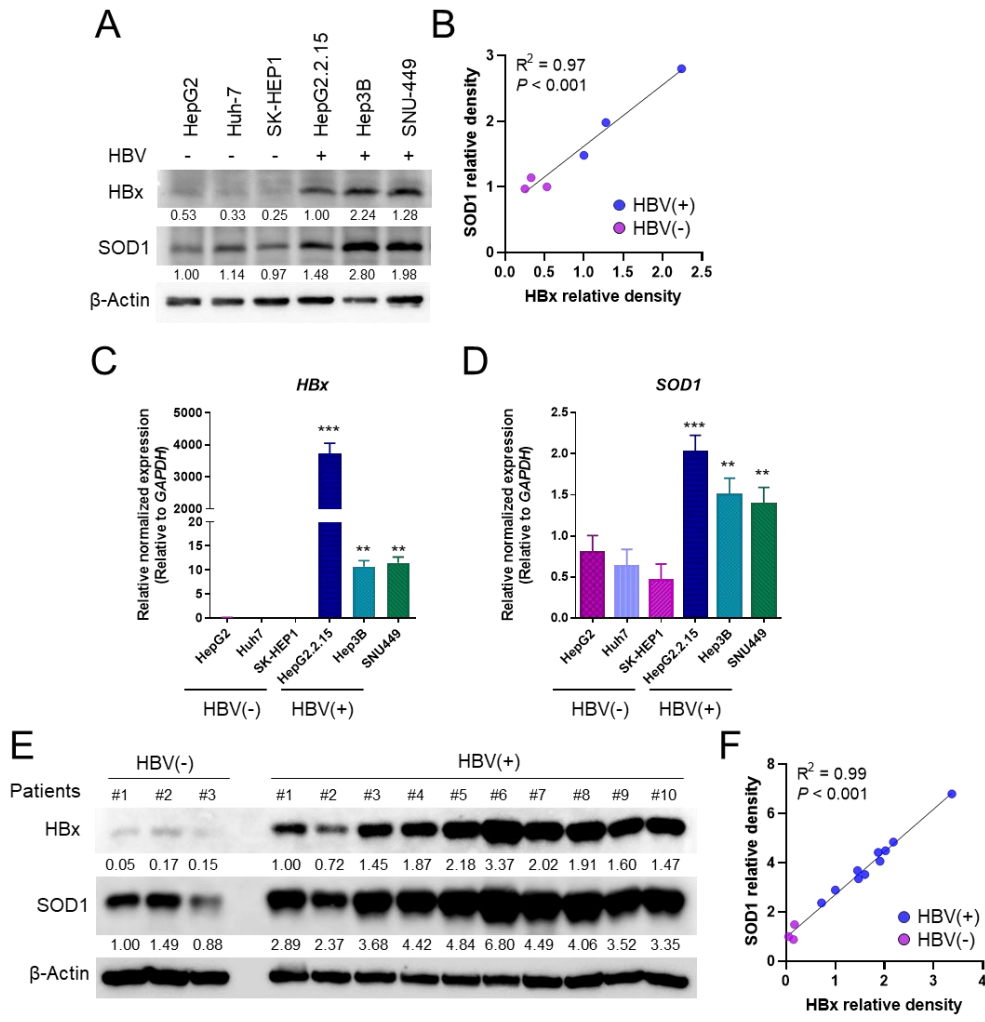 A
HepG2 Huh-7 SK-HEP1 HepG2.2.15 Hep3B SNU-449
HBV - - - + + +
HBx
0.53 0.33 0.25 1.00 2.24 1.28
SOD1
1.00 1.14 0.97 1.48 2.80 1.98
β-Actin
B
R² = 0.97
P < 0.001
SOD1 relative density
3
2
1
0
0.0 0.5 1.0 1.5 2.0 2.5
HBx relative density
HBV(+)
HBV(-)
C
HBx
Relative normalized expression
(Relative to GAPDH)
5000
4000
3000
2000
20
15
10
5
0
*** ** **
HepG2 Huh7 SK-HEP1 HepG2.2.15 Hep3B SNU449
HBV(-) HBV(+)
D
SOD1
Relative normalized expression
(Relative to GAPDH)
2.5
2.0
1.5
1.0
0.5
0.0
*** ** **
HepG2 Huh7 SK-HEP1 HepG2.2.15 Hep3B SNU449
HBV(-) HBV(+)
E
HBV(-) HBV(+)
Patients #1 #2 #3 #1 #2 #3 #4 #5 #6 #7 #8 #9 #10
HBx
0.05 0.17 0.15 1.00 0.72 1.45 1.87 2.18 3.37 2.02 1.91 1.60 1.47
SOD1
1.00 1.49 0.88 2.89 2.37 3.68 4.42 4.84 6.80 4.49 4.06 3.52 3.35
β-Actin
F
R² = 0.99
P < 0.001
SOD1 relative density
8
6
4
2
0
0 1 2 3 4
HBx relative density
HBV(+)
HBV(-)